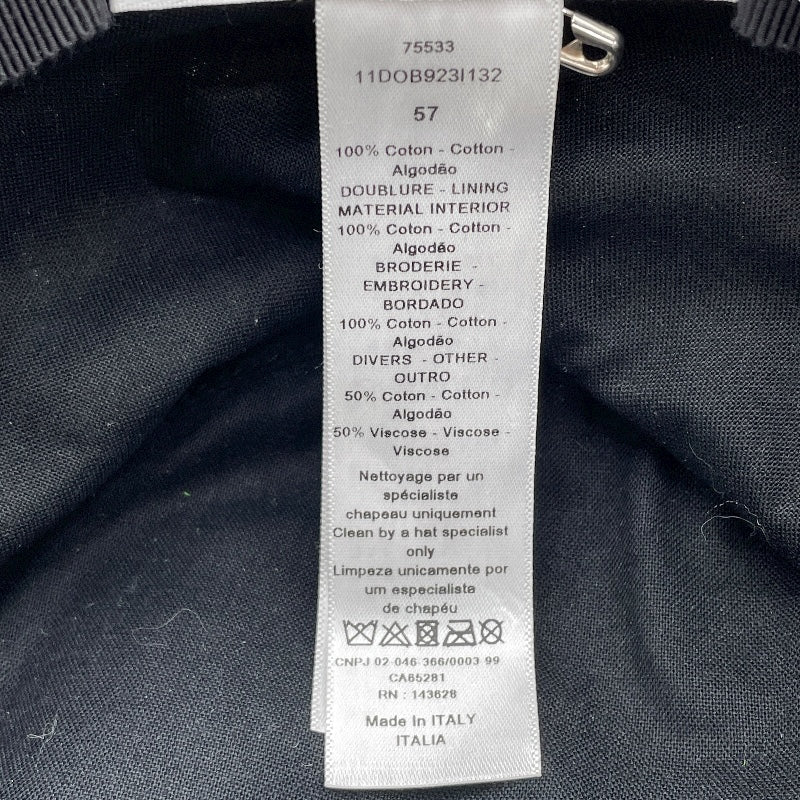 75533
11DOB923I132
57
100% Coton - Cotton -
Algodão
DOUBLURE - LINING
MATERIAL INTERIOR
100% Coton - Cotton -
Algodão
BRODERIE -
EMBROIDERY -
BORDADO
100% Coton - Cotton -
Algodão
DIVERS - OTHER -
OUTRO
50% Coton - Cotton -
Algodão
50% Viscose - Viscose -
Viscose
Nettoyage par un
spécialiste
chapeau uniquement
Clean by a hat specialist
only
Limpeza unicamente por
um especialista
de chapéu
CNPJ 02-046-366/0003-99
CA65281
RN : 143628
Made in ITALY
ITALIA